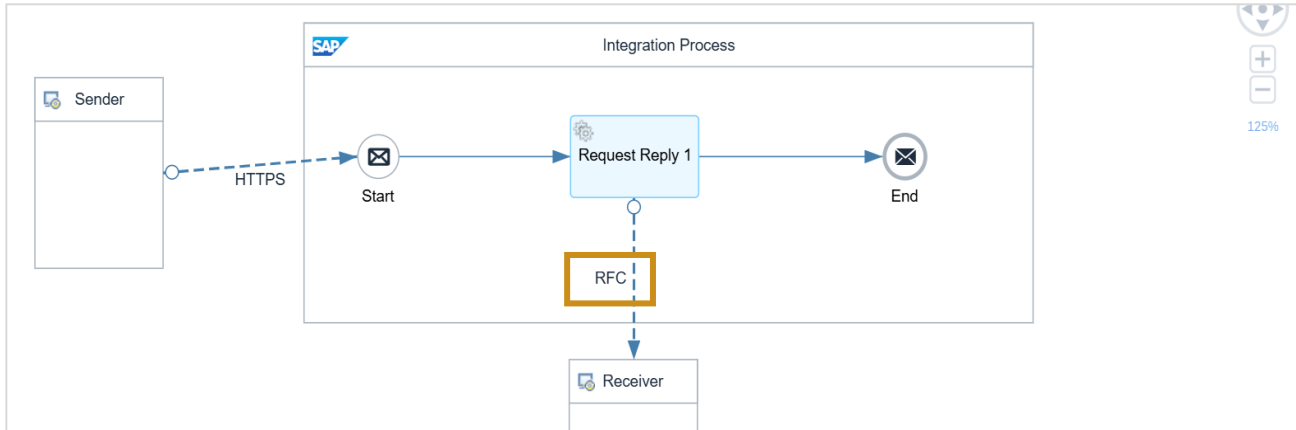 SAP
Integration Process
Sender
HTTPS
Start
Request Reply 1
End
RFC
Receiver
125%